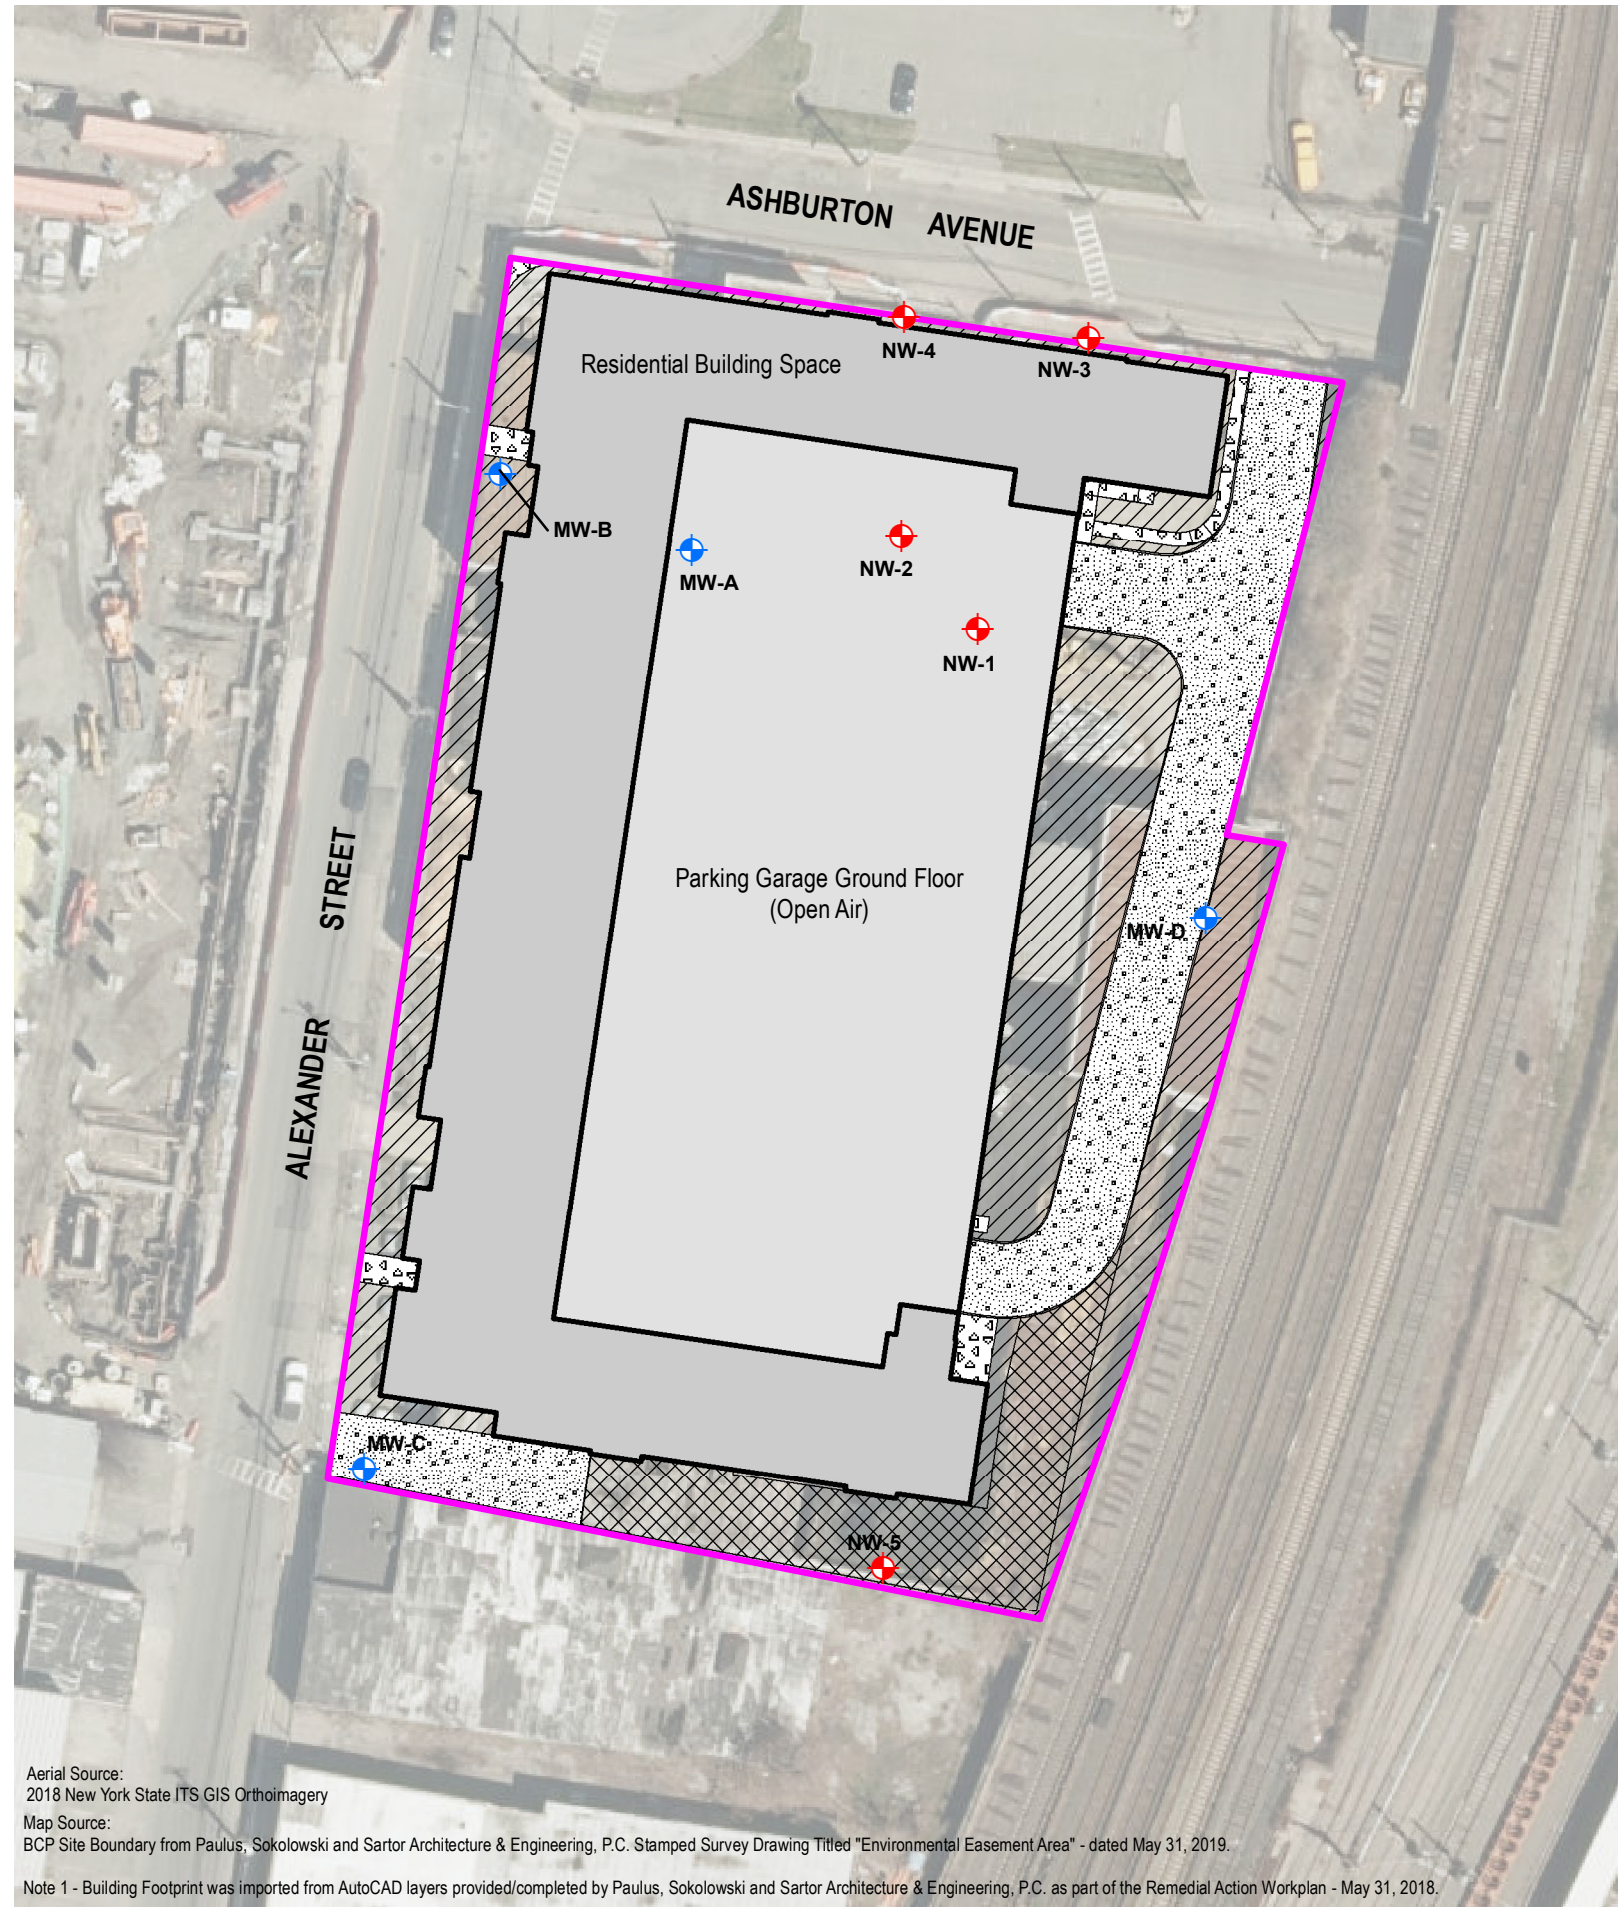 ASHBURTON AVENUE
NW-4
NW-3
Residential Building Space
MW-B
MW-A
NW-2
NW-1
Parking Garage Ground Floor
(Open Air)
MW-D
ALEXANDER STREET
MW-C
NW-5
Aerial Source:
2018 New York State ITS GIS Orthoimagery
Map Source:
BCP Site Boundary from Paulus, Sokolowski and Sartor Architecture & Engineering, P.C. Stamped Survey Drawing Titled "Environmental Easement Area" - dated May 31, 2019.
Note 1 - Building Footprint was imported from AutoCAD layers provided/completed by Paulus, Sokolowski and Sartor Architecture & Engineering, P.C. as part of the Remedial Action Workplan - May 31, 2018.